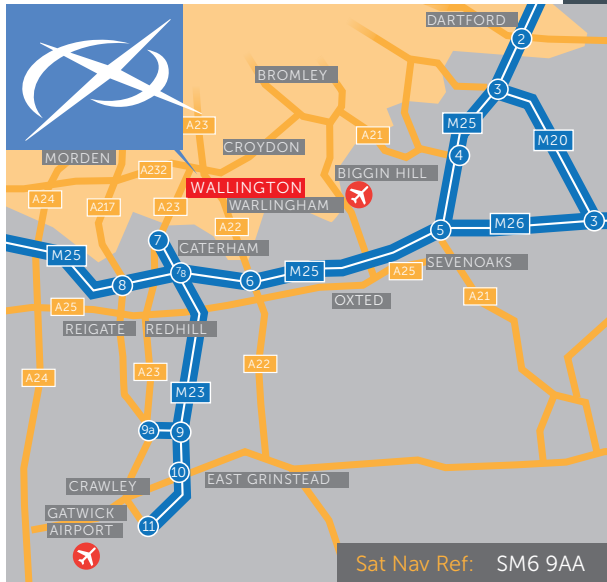 DARTFORD
2
BROMLEY
3
A23
A21
M25
M20
CROYDON
MORDEN
4
A232
BIGGIN HILL
WALLINGTON
A24
A217
A23
WARLINGHAM
A22
3
5
M26
7
CATERHAM
M25
SEVENOAKS
7/8
M25
A25
8
6
A21
OXTED
A25
REIGATE
REDHILL
A22
A24
A23
M23
9a
9
10
EAST GRINSTEAD
CRAWLEY
GATWICK
AIRPORT
11
Sat Nav Ref: SM6 9AA